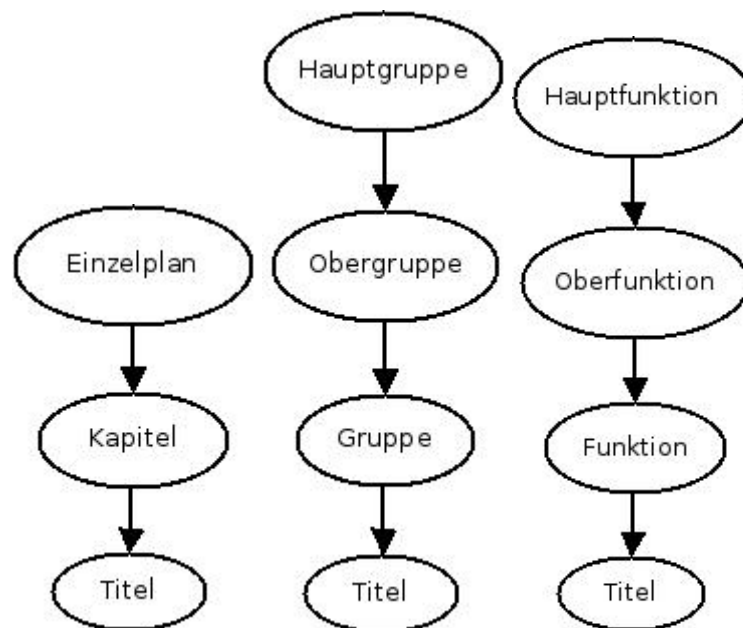 Einzelplan
Kapitel
Titel
Hauptgruppe
Obergruppe
Gruppe
Titel
Hauptfunktion
Oberfunktion
Funktion
Titel